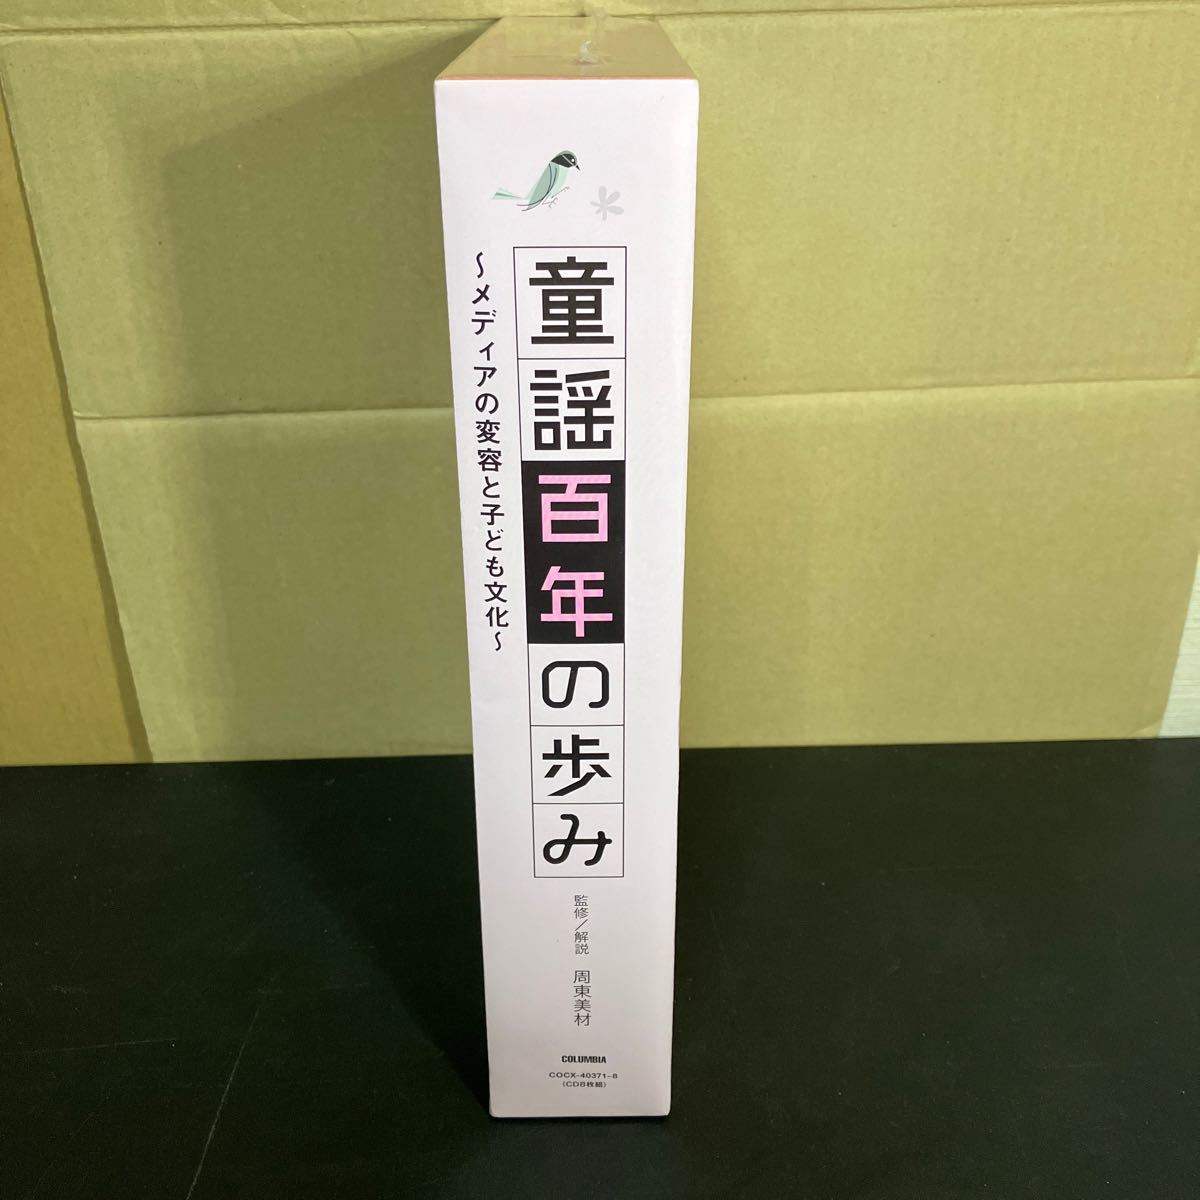 童謡百年の歩み
～メディアの変容と子ども文化～
監修/解説 周東美材
COLUMBIA
COCX-40371-8
(CD8枚組)